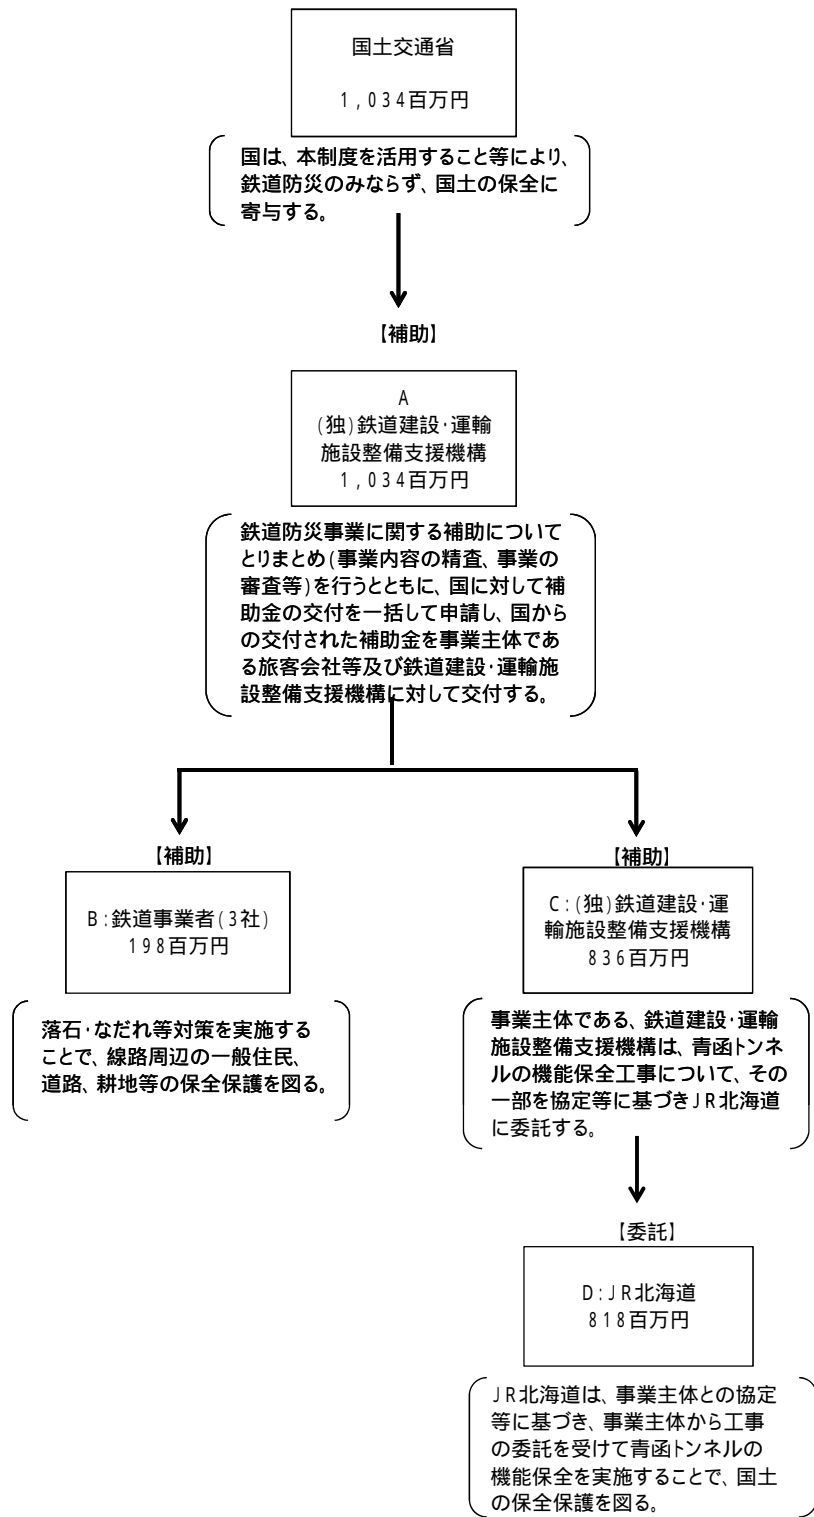 国土交通省
1,034百万円
国は、本制度を活用すること等により、
鉄道防災のみならず、国土の保全に
寄与する。
【補助】
A
(独)鉄道建設・運輸
施設整備支援機構
1,034百万円
鉄道防災事業に関する補助について
とりまとめ(事業内容の精査、事業の
審査等)を行うとともに、国に対して補
助金の交付を一括して申請し、国から
の交付された補助金を事業主体であ
る旅客会社等及び鉄道建設・運輸施
設整備支援機構に対して交付する。
【補助】
B:鉄道事業者(3社)
198百万円
落石・なだれ等対策を実施する
ことで、線路周辺の一般住民、
道路、耕地等の保全保護を図る。
【補助】
C:(独)鉄道建設・運
輸施設整備支援機構
836百万円
事業主体である、鉄道建設・運輸
施設整備支援機構は、青函トンネ
ルの機能保全工事について、その
一部を協定等に基づきJR北海道
に委託する。
【委託】
D:JR北海道
818百万円
JR北海道は、事業主体との協定
等に基づき、事業主体から工事
の委託を受けて青函トンネルの
機能保全を実施することで、国土
の保全保護を図る。